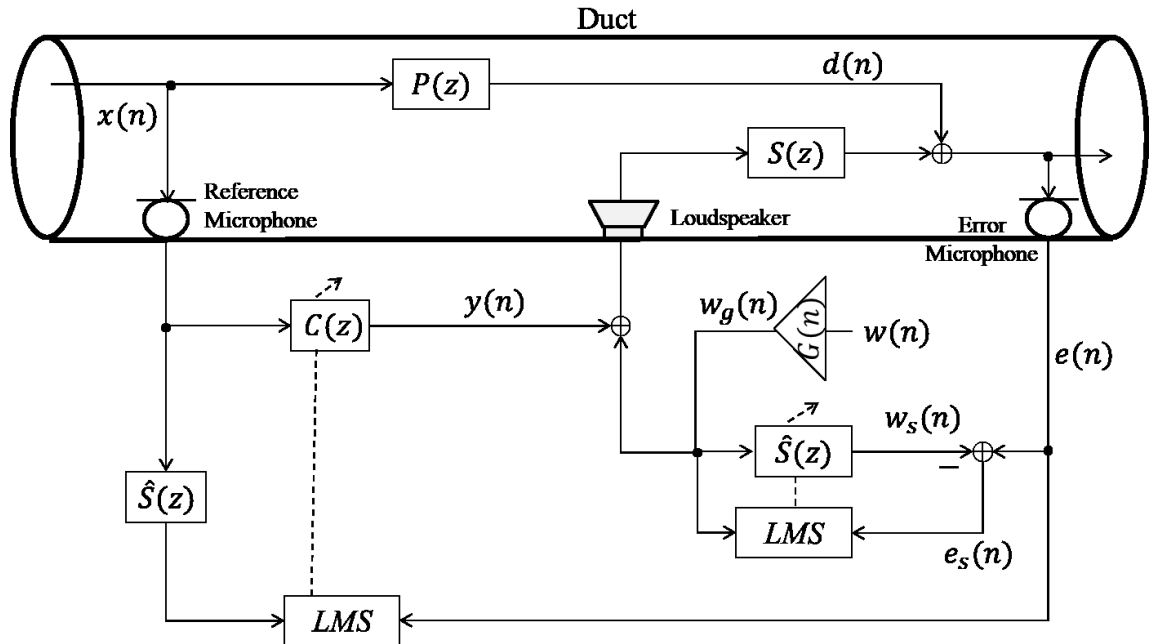 Duct
P(z)
d(n)
x(n)
S(z)
Reference
Microphone
Loudspeaker
Error
Microphone
C(z)
y(n)
w_g(n)
G(n)
w(n)
e(n)
Ŝ(z)
w_s(n)
−
Ŝ(z)
LMS
e_s(n)
LMS